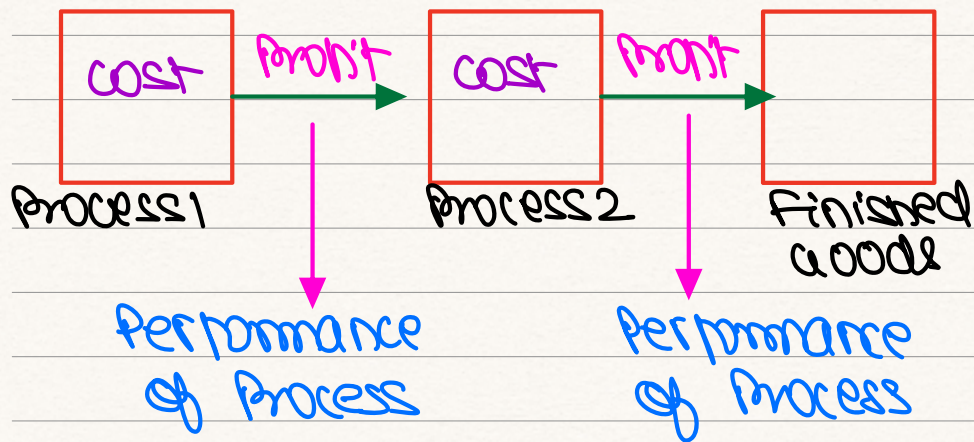 cost
Profit
cost
Profit
Process1
Process2
Finished
Goods
Performance
of Process
Performance
of Process